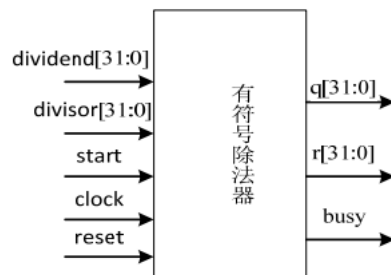 dividend[31:0]
divisor[31:0]
start
clock
reset
有符号除法器
q[31:0]
r[31:0]
busy